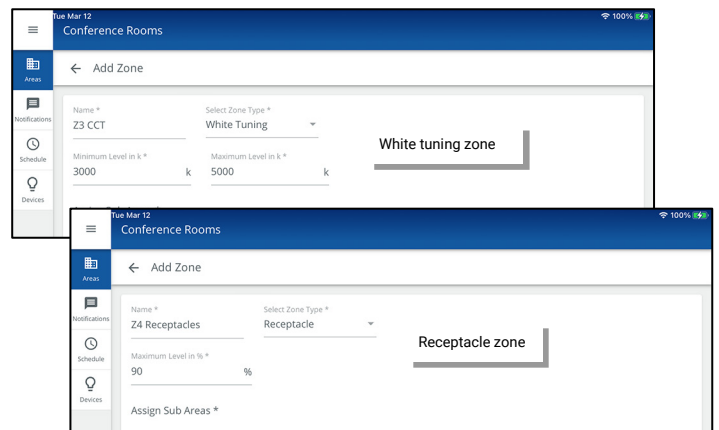 Tue Mar 12
100%
Conference Rooms
Areas
Add Zone
Notifications
Name *
Select Zone Type *
Z3 CCT
White Tuning
White tuning zone
Schedule
Minimum Level in k *
Maximum Level in k *
3000 k
5000 k
Devices
Tue Mar 12
100%
Conference Rooms
Areas
Add Zone
Notifications
Name *
Select Zone Type *
Z4 Receptacles
Receptacle
Receptacle zone
Schedule
Maximum Level in % *
90 %
Devices
Assign Sub Areas *